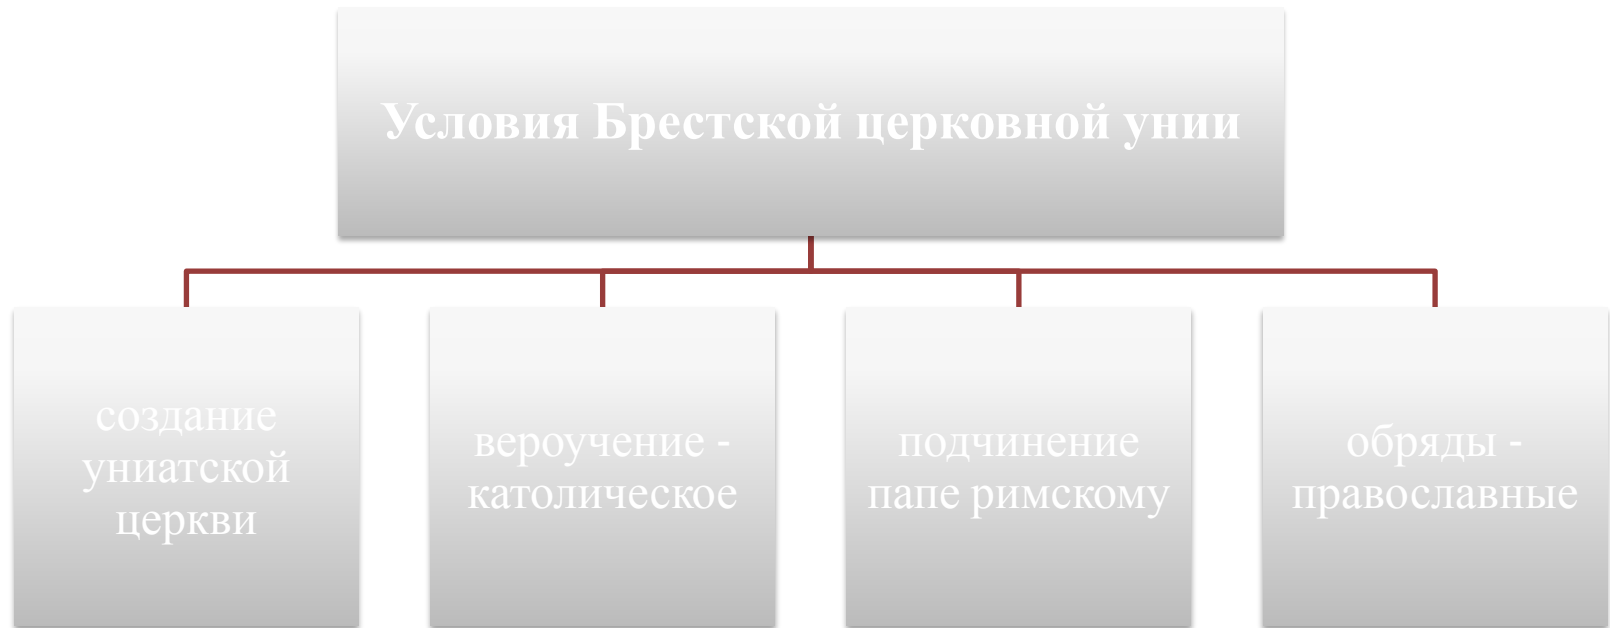 Условия Брестской церковной унии
создание
униатской
церкви
вероучение -
католическое
подчинение
папе римскому
обряды -
православные